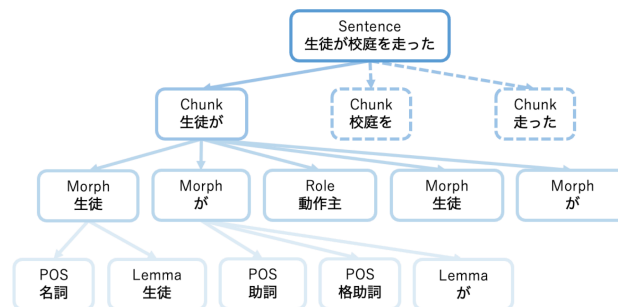 Sentence
生徒が校庭を走った
Chunk
生徒が
Chunk
校庭を
Chunk
走った
Morph
生徒
Morph
が
Role
動作主
Morph
生徒
Morph
が
POS
名詞
Lemma
生徒
POS
助詞
POS
格助詞
Lemma
が